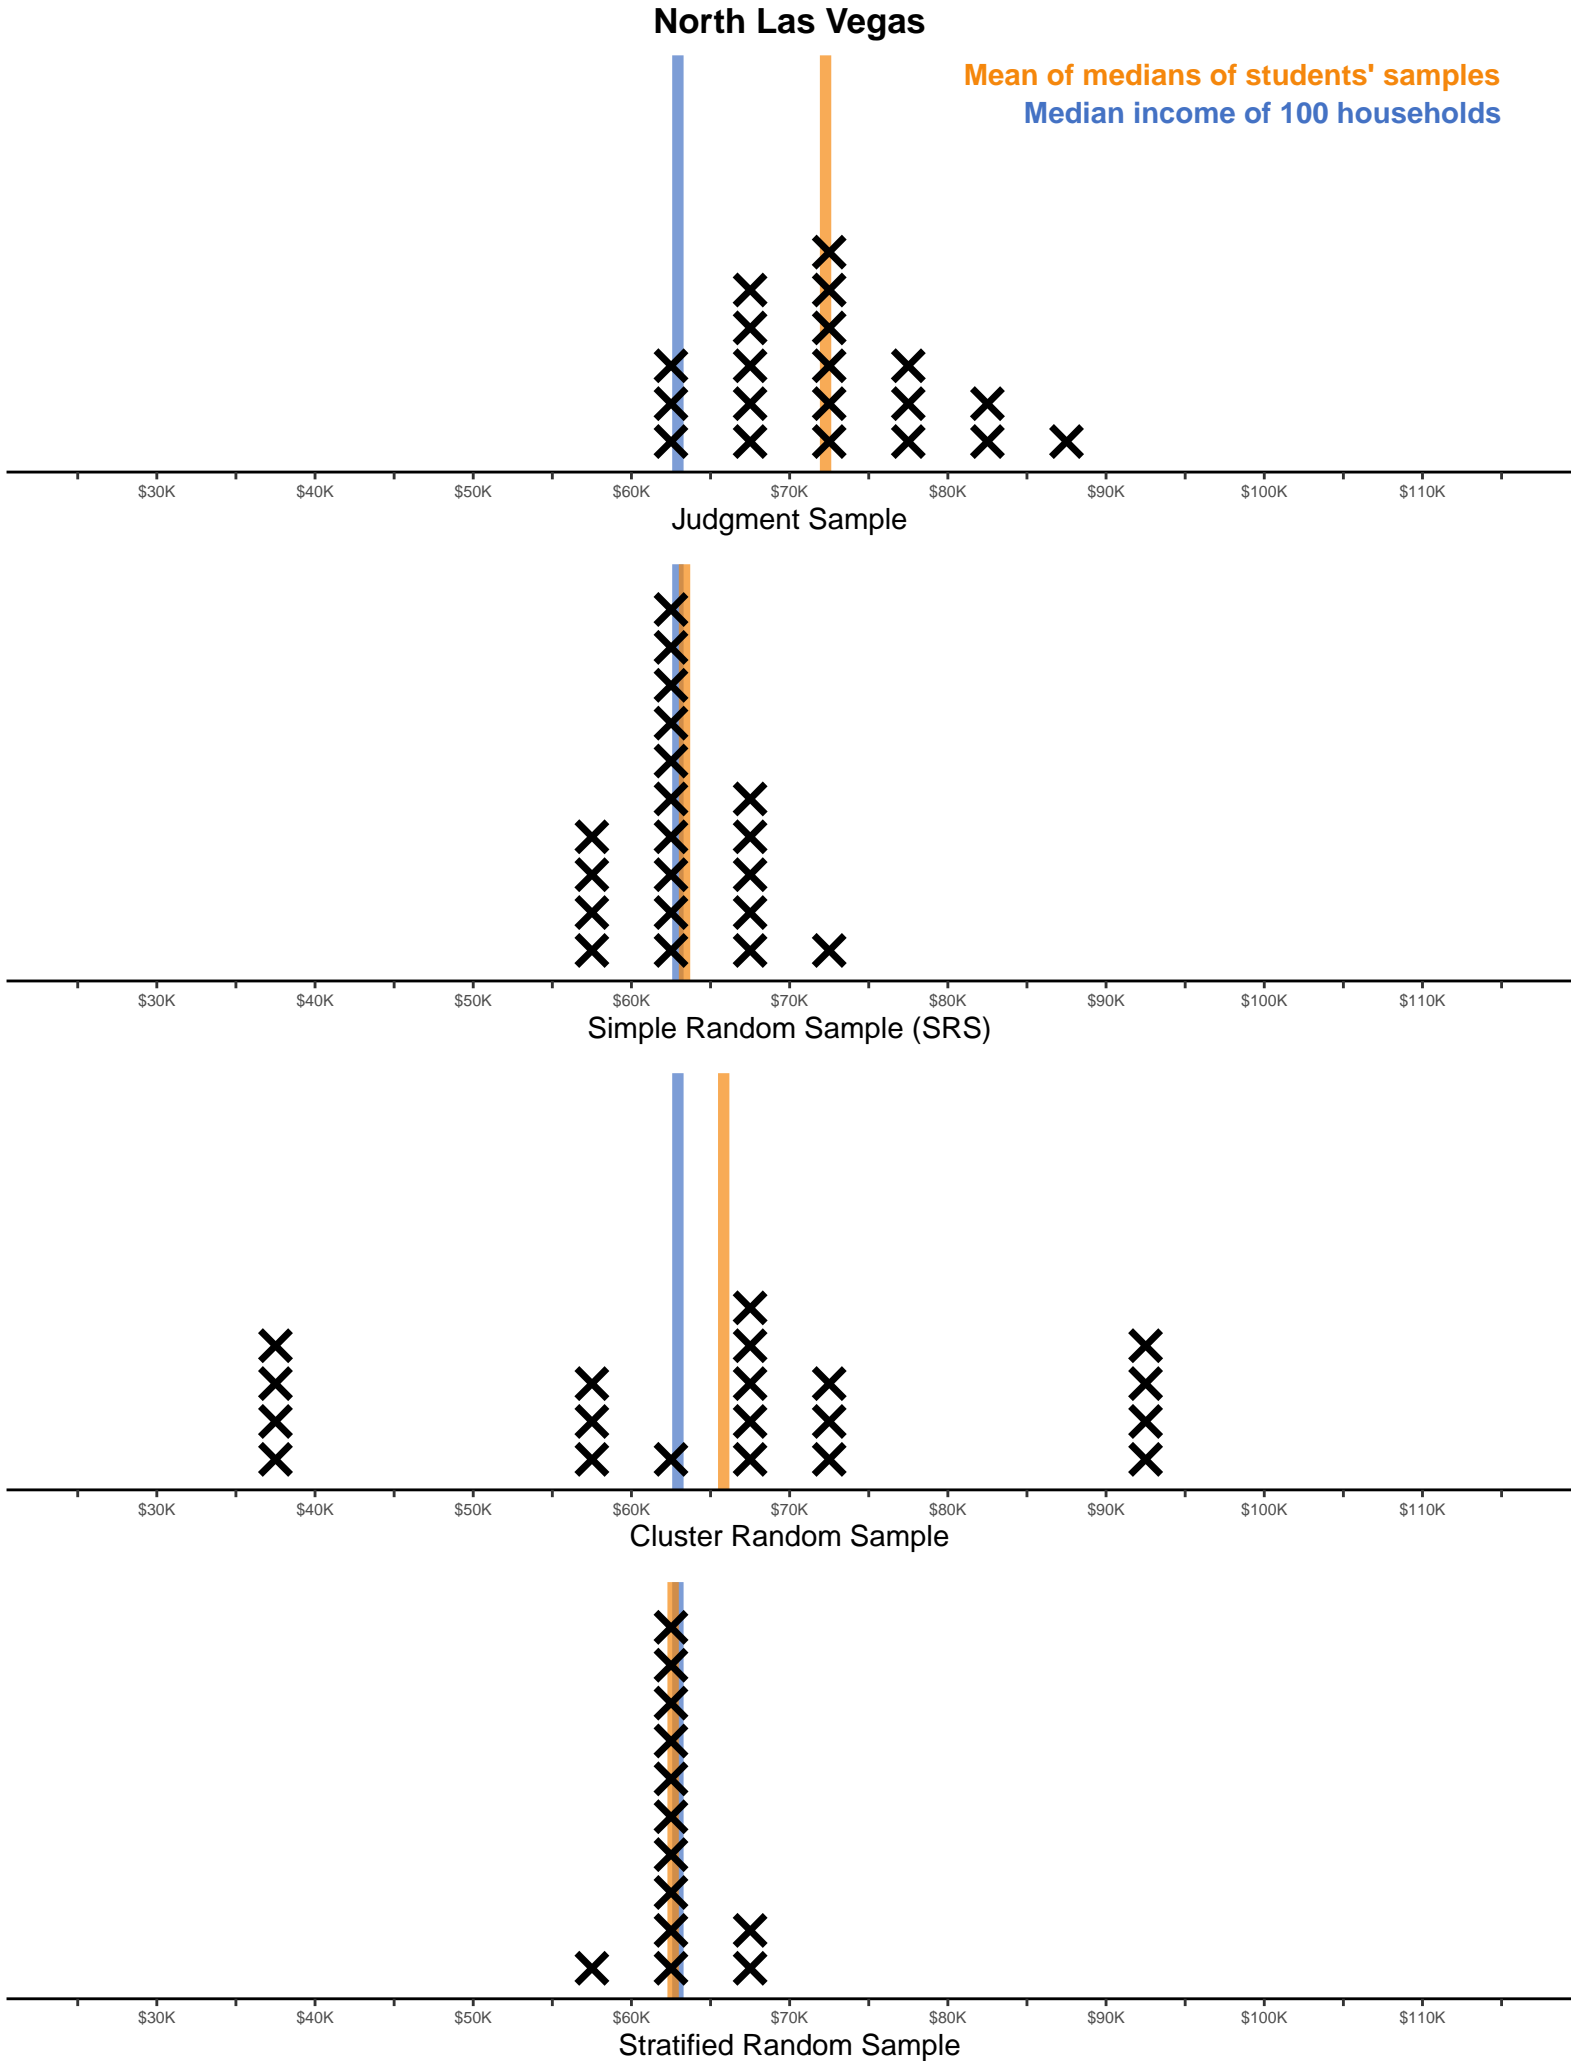 North Las Vegas
Mean of medians of students' samples
Median income of 100 households
$30K $40K $50K $60K $70K $80K $90K $100K $110K
Judgment Sample
$30K $40K $50K $60K $70K $80K $90K $100K $110K
Simple Random Sample (SRS)
$30K $40K $50K $60K $70K $80K $90K $100K $110K
Cluster Random Sample
$30K $40K $50K $60K $70K $80K $90K $100K $110K
Stratified Random Sample